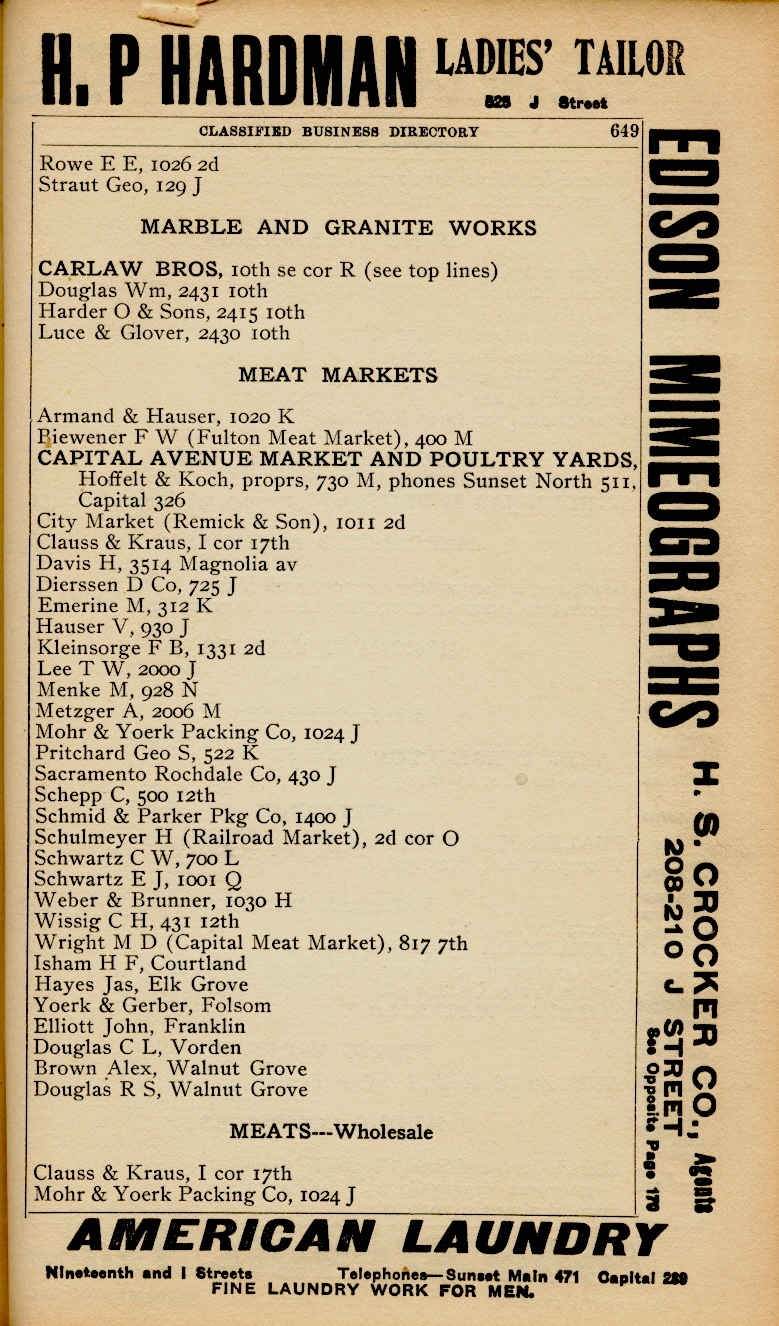 H. P HARDMAN LADIES' TAILOR
525 J Street
CLASSIFIED BUSINESS DIRECTORY 649
Rowe E E, 1026 2d
Straut Geo, 129 J
MARBLE AND GRANITE WORKS
CARLAW BROS, 10th se cor R (see top lines)
Douglas Wm, 2431 10th
Harder O & Sons, 2415 10th
Luce & Glover, 2430 10th
MEAT MARKETS
Armand & Hauser, 1020 K
Biewener F W (Fulton Meat Market), 400 M
CAPITAL AVENUE MARKET AND POULTRY YARDS,
Hoffelt & Koch, proprs, 730 M, phones Sunset North 511,
Capital 326
City Market (Remick & Son), 1011 2d
Clauss & Kraus, I cor 17th
Davis H, 3514 Magnolia av
Dierssen D Co, 725 J
Emerine M, 312 K
Hauser V, 930 J
Kleinsorge F B, 1331 2d
Lee T W, 2000 J
Menke M, 928 N
Metzger A, 2006 M
Mohr & Yoerk Packing Co, 1024 J
Pritchard Geo S, 522 K
Sacramento Rochdale Co, 430 J
Schepp C, 500 12th
Schmid & Parker Pkg Co, 1400 J
Schulmeyer H (Railroad Market), 2d cor O
Schwartz C W, 700 L
Schwartz E J, 1001 Q
Weber & Brunner, 1030 H
Wissig C H, 431 12th
Wright M D (Capital Meat Market), 817 7th
Isham H F, Courtland
Hayes Jas, Elk Grove
Yoerk & Gerber, Folsom
Elliott John, Franklin
Douglas C L, Vorden
Brown Alex, Walnut Grove
Douglas R S, Walnut Grove
MEATS---Wholesale
Clauss & Kraus, I cor 17th
Mohr & Yoerk Packing Co, 1024 J
EDISON MIMEOGRAPHS
H. S. CROCKER CO., Agents
208-210 J STREET
See Opposite Page 170
AMERICAN LAUNDRY
Nineteenth and I Streets Telephones—Sunset Main 471 Capital 289
FINE LAUNDRY WORK FOR MEN.